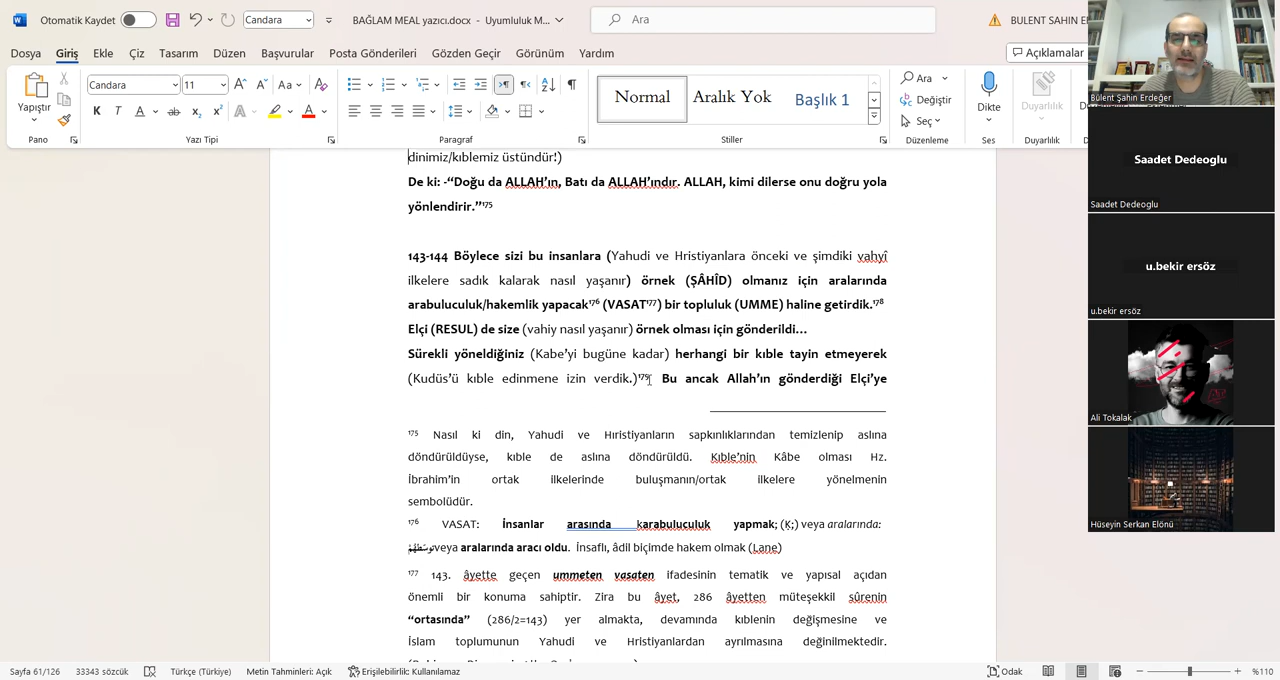 Otomatik Kaydet
Candara
BAĞLAM MEAL yazıcı.docx - Uyumluluk M...
Ara
BULENT SAHIN E
Dosya Giriş Ekle Çiz Tasarım Düzen Başvurular Posta Gönderileri Gözden Geçir Görünüm Yardım
Açıklamalar
Yapıştır
Candara 11
Normal
Aralık Yok
Başlık 1
Ara
Değiştir
Seç
Dikte
Duyarlılık
Pano
Yazı Tipi
Paragraf
Stiller
Düzenleme
Ses
Duyarlılık
dinimiz/kıblemiz üstündür!)
De ki: -“Doğu da ALLAH’ın, Batı da ALLAH’ındır. ALLAH, kimi dilerse onu doğru yola
yönlendirir.”¹⁷⁵
143-144 Böylece sizi bu insanlara (Yahudi ve Hristiyanlara önceki ve şimdiki vahyî
ilkelere sadık kalarak nasıl yaşanır) örnek (ŞÂHÎD) olmanız için aralarında
arabuluculuk/hakemlik yapacak¹⁷⁶ (VASAT¹⁷⁷) bir topluluk (UMME) haline getirdik.¹⁷⁸
Elçi (RESUL) de size (vahiy nasıl yaşanır) örnek olması için gönderildi…
Sürekli yöneldiğiniz (Kabe’yi bugüne kadar) herhangi bir kıble tayin etmeyerek
(Kudüs’ü kıble edinmene izin verdik.)¹⁷⁹ Bu ancak Allah’ın gönderdiği Elçi’ye
¹⁷⁵ Nasıl ki din, Yahudi ve Hıristiyanların sapkınlıklarından temizlenip aslına
döndürüldüyse, kıble de aslına döndürüldü. Kıble’nin Kâbe olması Hz.
İbrahim’in ortak ilkelerinde buluşmanın/ortak ilkelere yönelmenin
sembolüdür.
¹⁷⁶ VASAT: İnsanlar arasında karabuluculuk yapmak; (K;) veya aralarında:
veya aralarında aracı oldu. İnsaflı, âdil biçimde hakem olmak (Lane)
¹⁷⁷ 143. âyette geçen ummeten vasaten ifadesinin tematik ve yapısal açıdan
önemli bir konuma sahiptir. Zira bu âyet, 286 âyetten müteşekkil sûrenin
“ortasında” (286/2=143) yer almakta, devamında kıblenin değişmesine ve
İslam toplumunun Yahudi ve Hristiyanlardan ayrılmasına değinilmektedir.
Sayfa 61/126
33343 sözcük
Türkçe (Türkiye)
Metin Tahminleri: Açık
Erişilebilirlik: Kullanılamaz
Odak
%110
Bülent Şahin Erdeğer
Saadet Dedeoglu
Saadet Dedeoglu
u.bekir ersöz
u.bekir ersöz
Ali Tokalak
Hüseyin Serkan Elönü